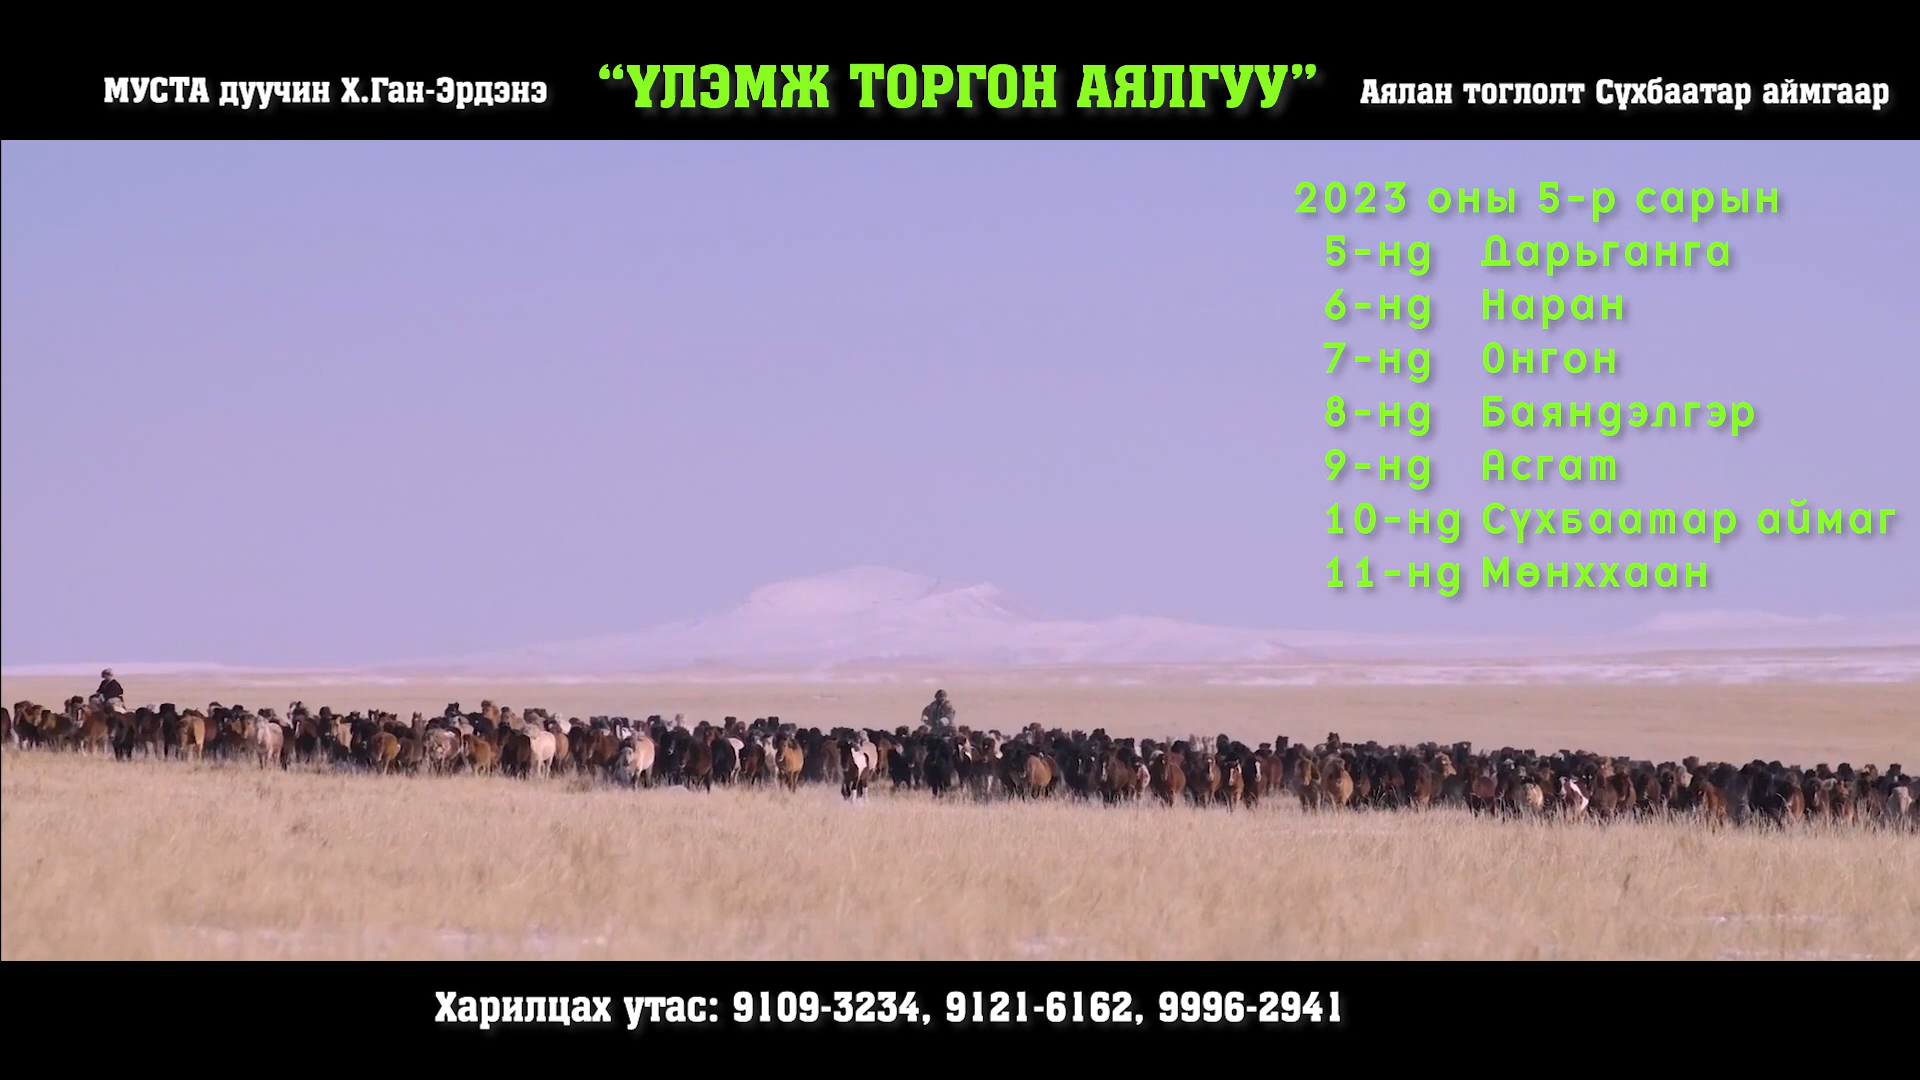 МУСТА дуучин Х.Ган-Эрдэнэ
“ҮЛЭМЖ ТОРГОН АЯЛГУУ”
Аялан тоглолт Сүхбаатар аймгаар
2023 оны 5-р сарын
5-нд Дарьганга
6-нд Наран
7-нд Онгон
8-нд Баяндэлгэр
9-нд Асгат
10-нд Сүхбаатар аймаг
11-нд Мөнххаан
Харилцах утас: 9109-3234, 9121-6162, 9996-2941